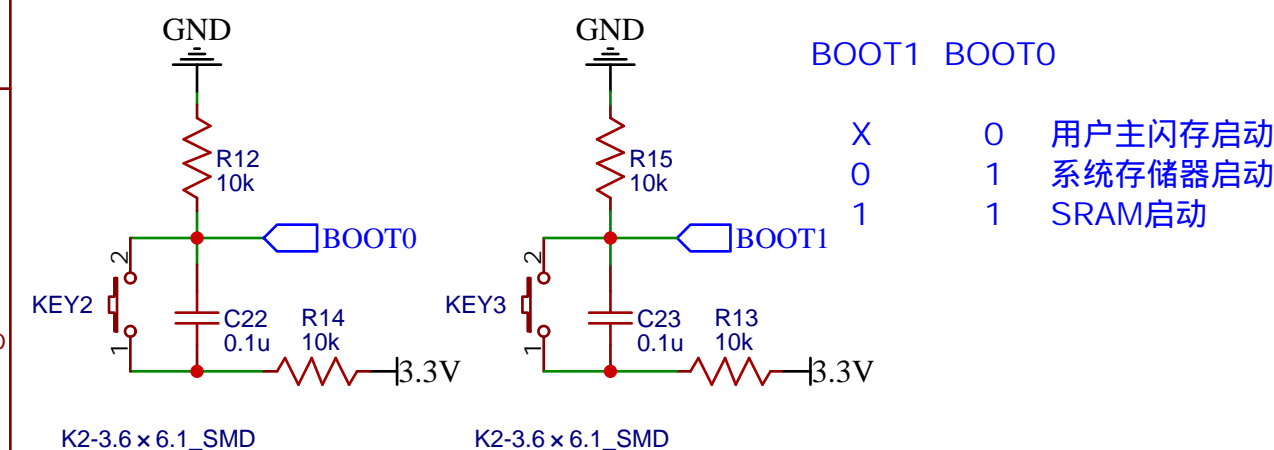 GND
GND
BOOT1 BOOT0
X 0 用户主闪存启动
0 1 系统存储器启动
1 1 SRAM启动
R12
10k
R15
10k
BOOT0
BOOT1
2
2
KEY2
KEY3
1
1
C22
0.1u
R14
10k
C23
0.1u
R13
10k
3.3V
3.3V
K2-3.6×6.1_SMD
K2-3.6×6.1_SMD